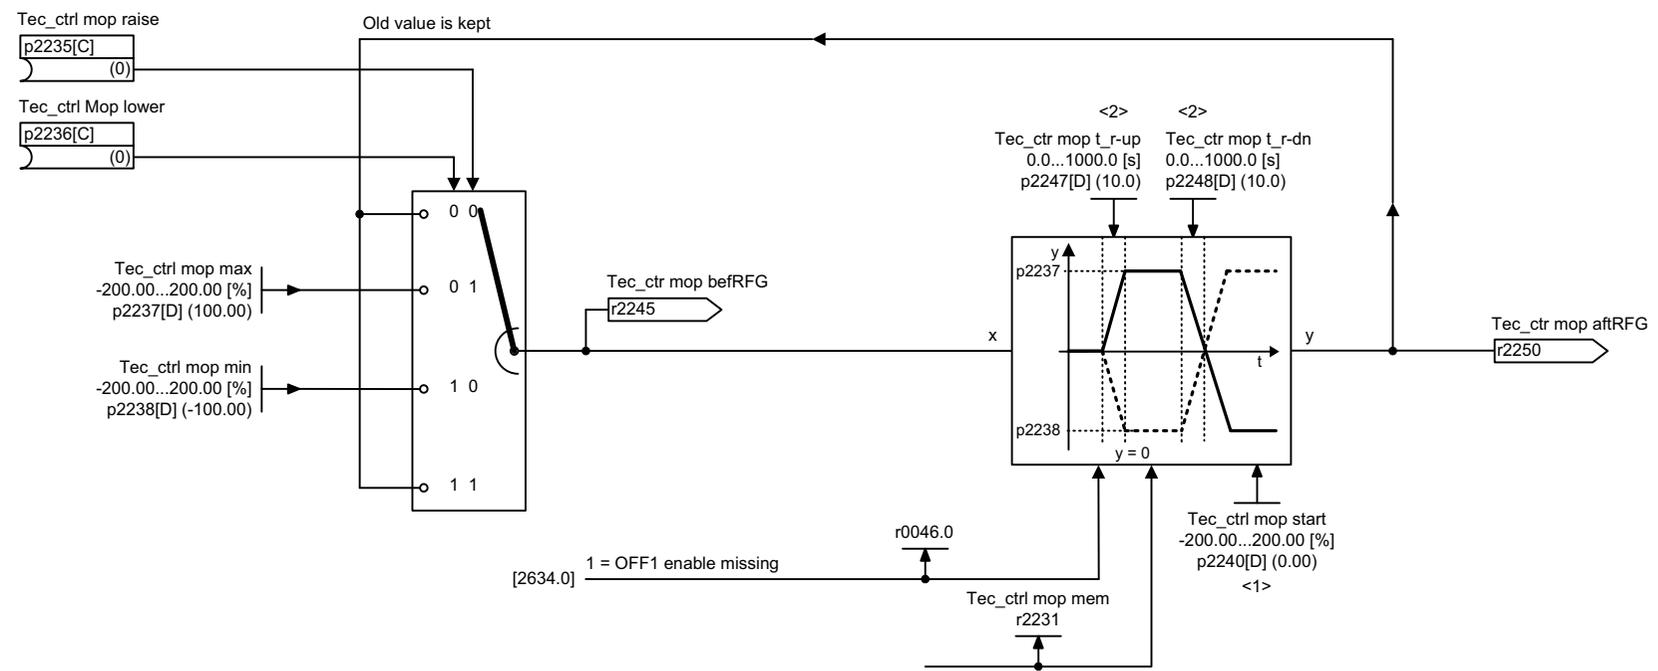 Tec_ctrl mop raise
p2235[C]
(0)
Tec_ctrl Mop lower
p2236[C]
(0)
Old value is kept
0 0
0 1
1 0
1 1
Tec_ctrl mop max
-200.00...200.00 [%]
p2237[D] (100.00)
Tec_ctrl mop min
-200.00...200.00 [%]
p2238[D] (-100.00)
Tec_ctr mop befRFG
r2245
<2>
Tec_ctr mop t_r-up
0.0...1000.0 [s]
p2247[D] (10.0)
<2>
Tec_ctr mop t_r-dn
0.0...1000.0 [s]
p2248[D] (10.0)
x
y
p2237
t
p2238
y = 0
y
Tec_ctr mop aftRFG
r2250
Tec_ctrl mop start
-200.00...200.00 [%]
p2240[D] (0.00)
<1>
r0046.0
1 = OFF1 enable missing
[2634.0]
Tec_ctrl mop mem
r2231